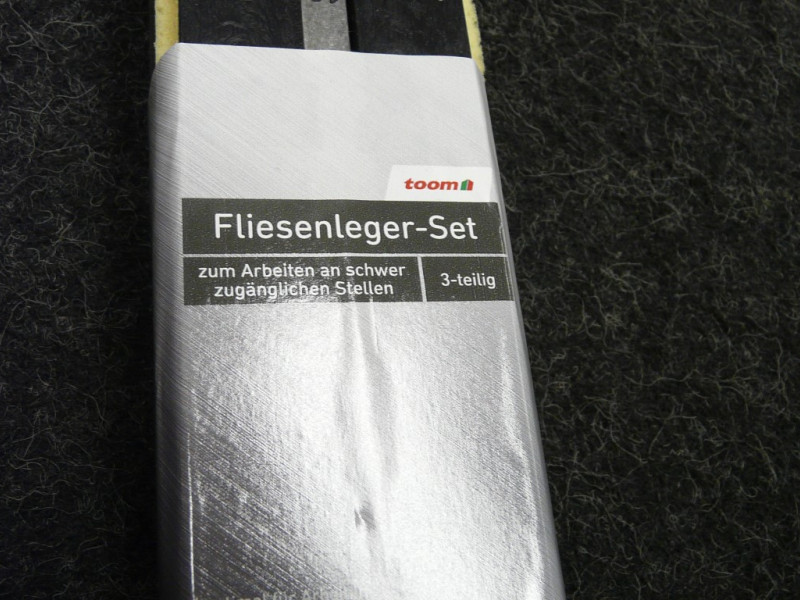 toom
Fliesenleger-Set
zum Arbeiten an schwer
zugänglichen Stellen
3-teilig